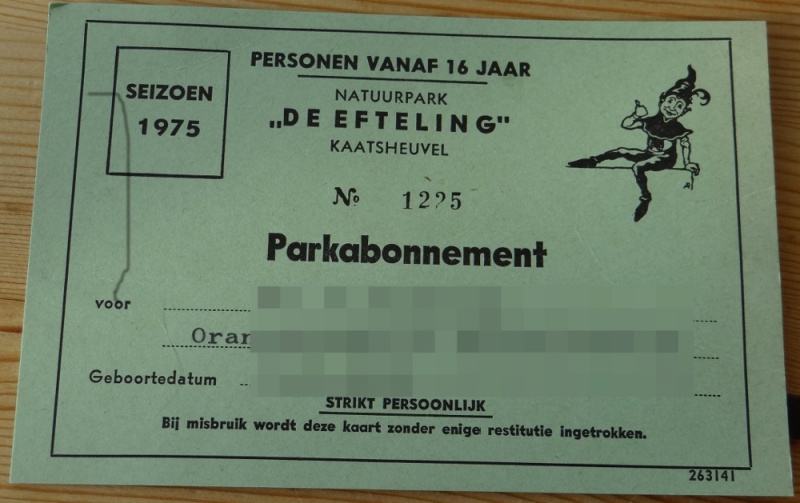 PERSONEN VANAF 16 JAAR
SEIZOEN
1975
NATUURPARK
„DE EFTELING"
KAATSHEUVEL
№ 1225
Parkabonnement
voor
Oran
Geboortedatum
STRIKT PERSOONLIJK
Bij misbruik wordt deze kaart zonder enige restitutie ingetrokken.
263141